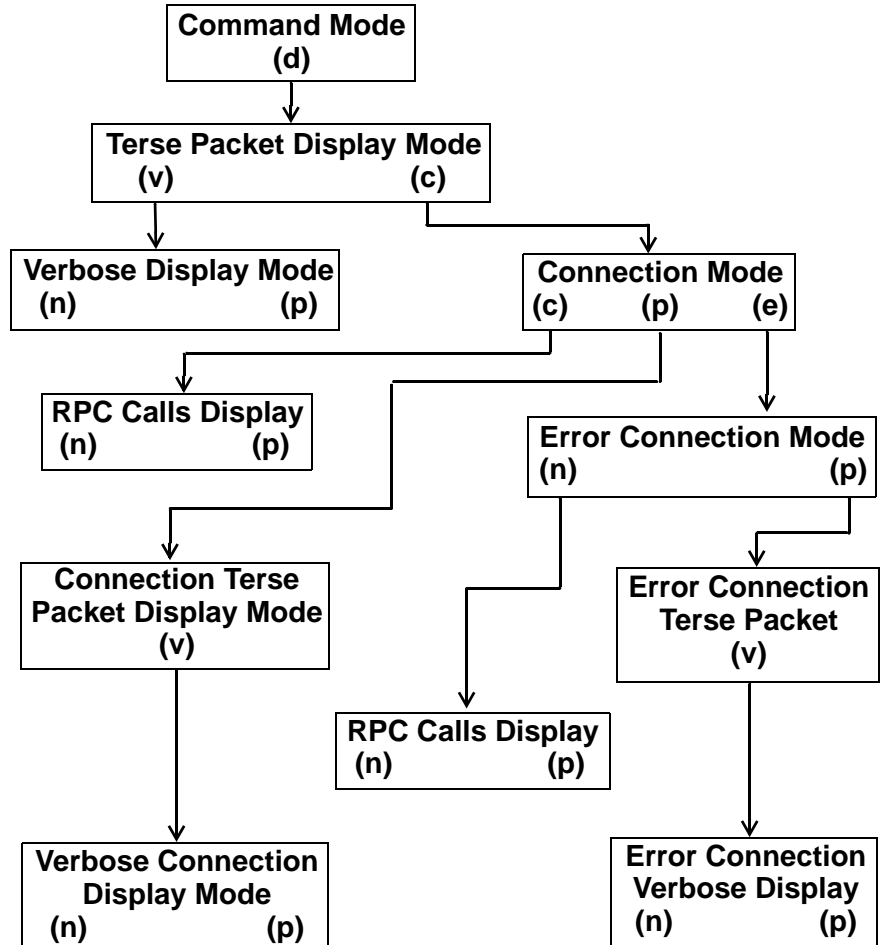 Command Mode
(d)
Terse Packet Display Mode
(v) (c)
Verbose Display Mode
(n) (p)
Connection Mode
(c) (p) (e)
RPC Calls Display
(n) (p)
Error Connection Mode
(n) (p)
Connection Terse
Packet Display Mode
(v)
Error Connection
Terse Packet
(v)
RPC Calls Display
(n) (p)
Verbose Connection
Display Mode
(n) (p)
Error Connection
Verbose Display
(n) (p)